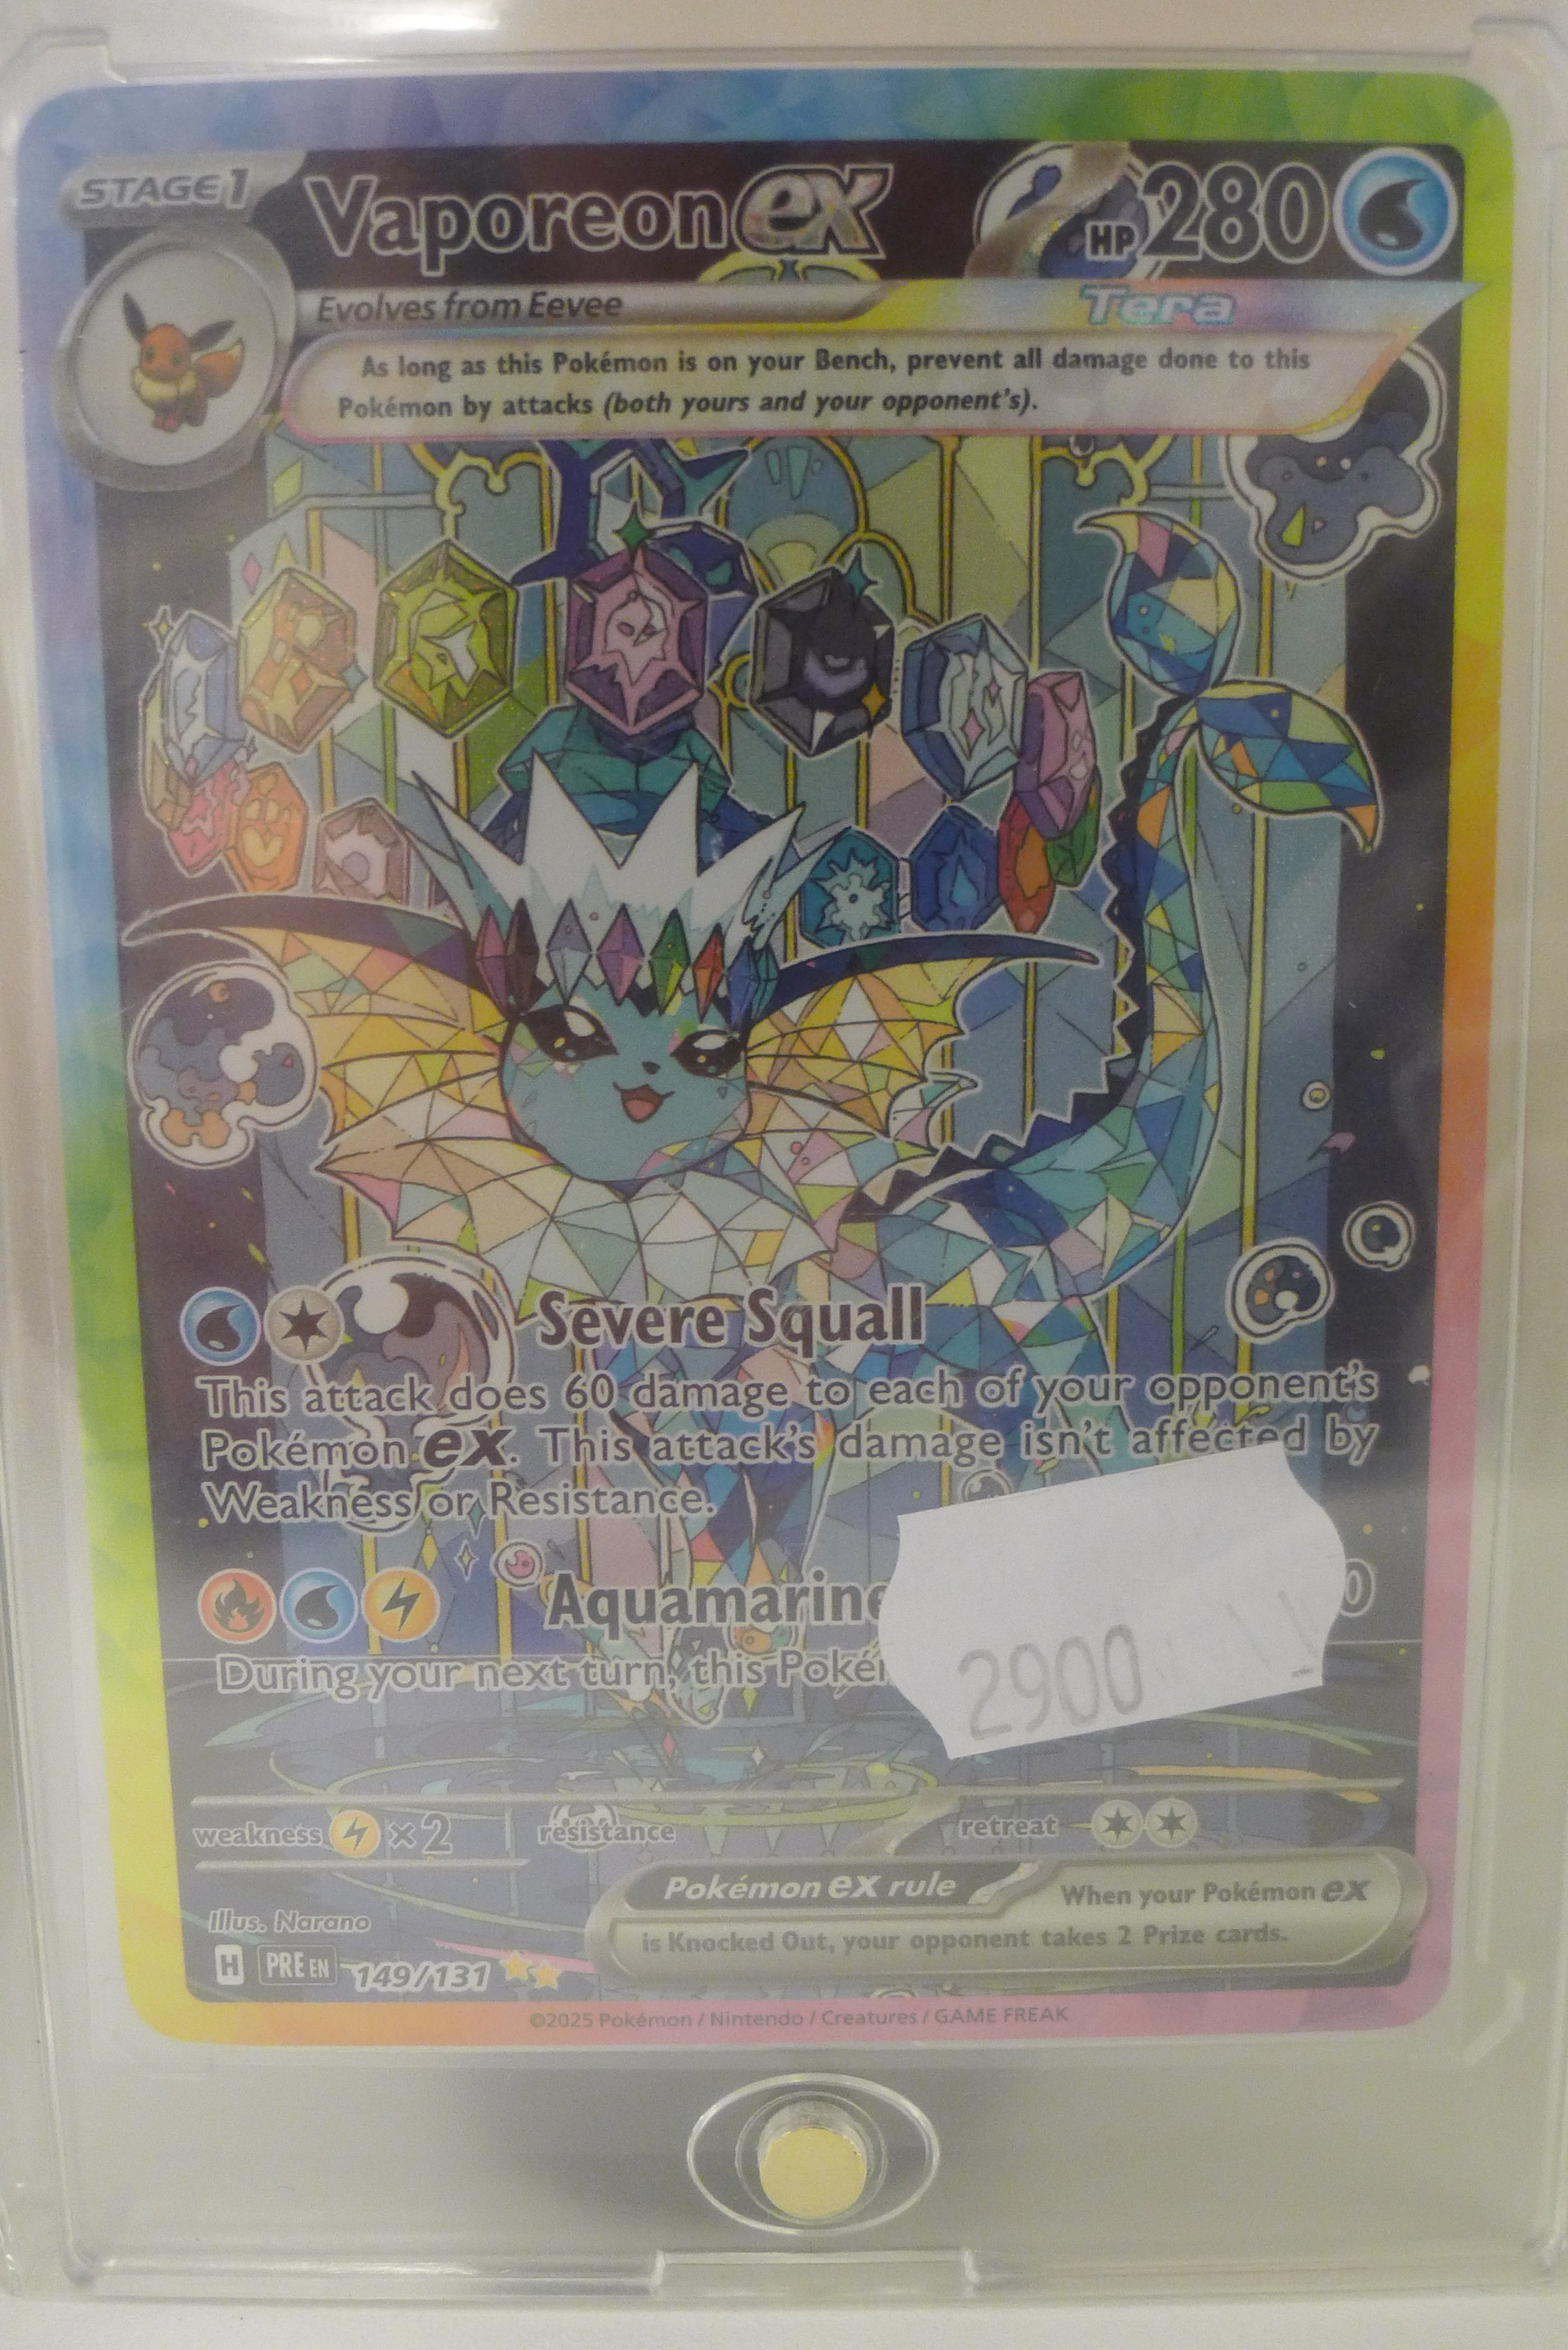 STAGE1
Vaporeon ex
HP 280
Evolves from Eevee
Tera
As long as this Pokémon is on your Bench, prevent all damage done to this
Pokémon by attacks (both yours and your opponent's).
Severe Squall
This attack does 60 damage to each of your opponent's
Pokémon ex. This attack's damage isn't affected by
Weakness or Resistance.
Aquamarine
0
During your next turn, this
2900
weakness ×2 resistance retreat
Pokémon ex rule When your Pokémon ex
is Knocked Out, your opponent takes 2 Prize cards.
Illus. Narano
H PRE EN 149/131
©2025 Pokémon / Nintendo / Creatures / GAME FREAK